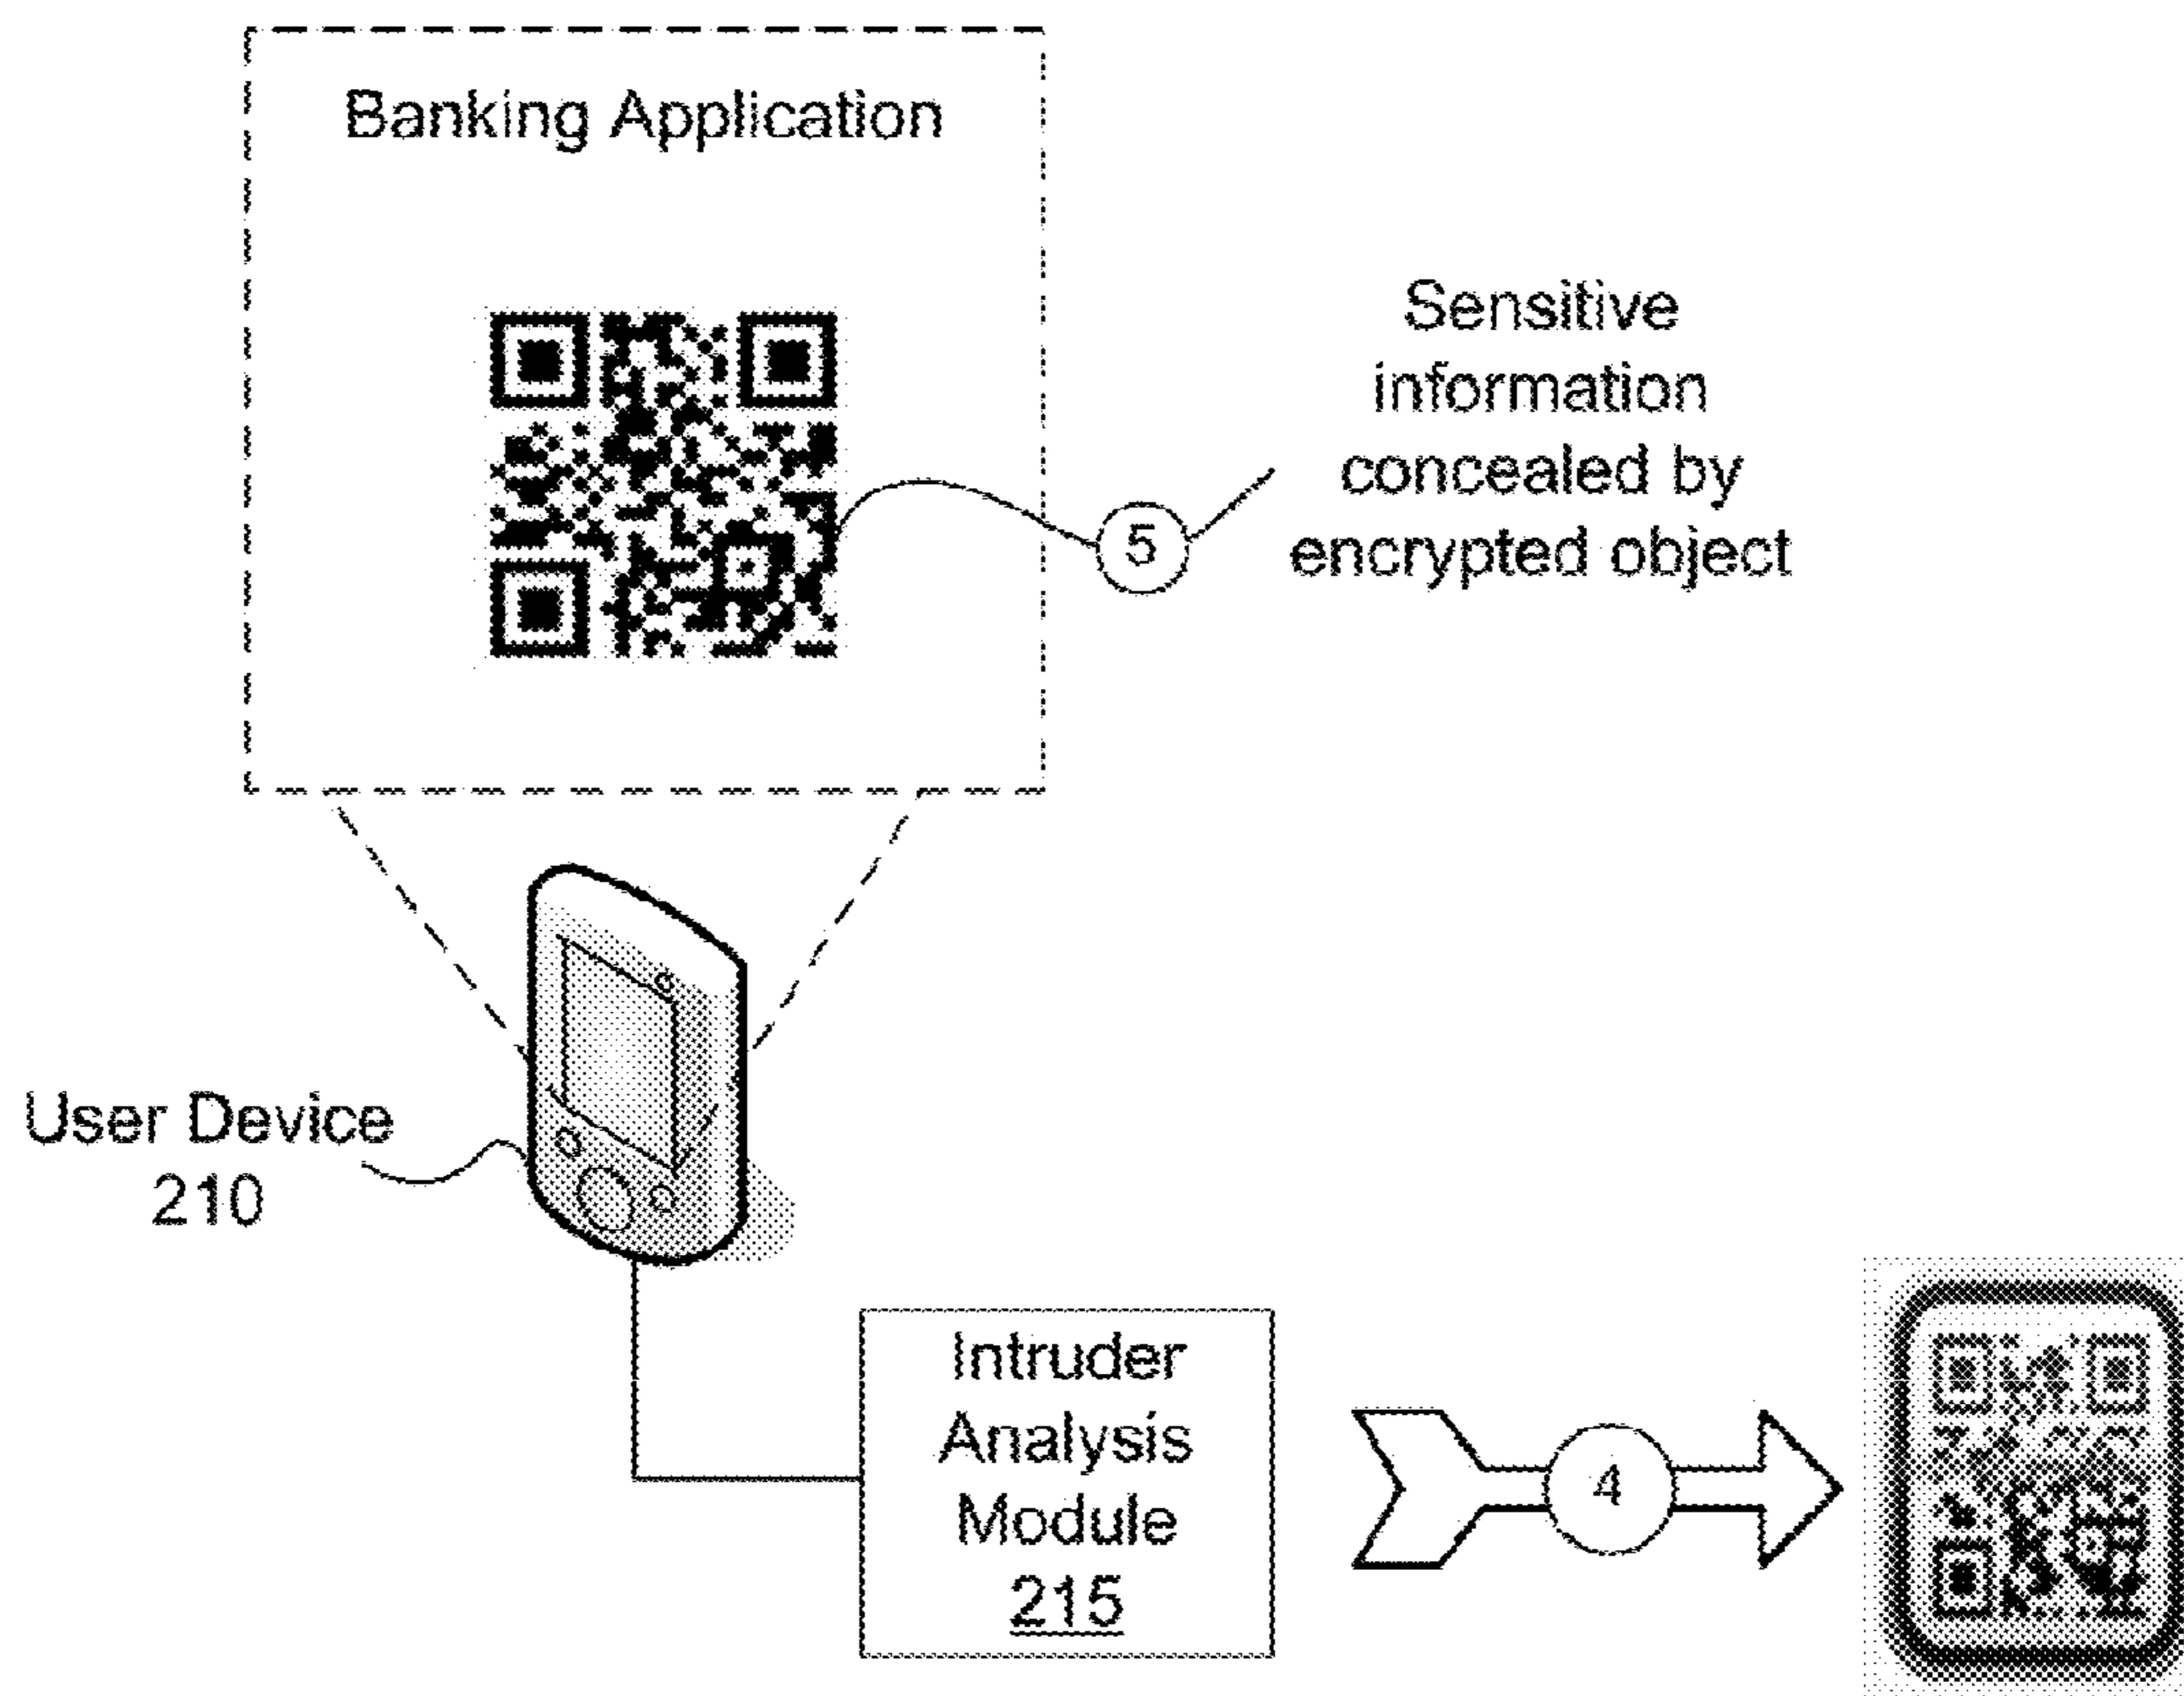 Banking Application
Sensitive
information
concealed by
encrypted object
5
User Device
210
Intruder
Analysis
Module
215
4